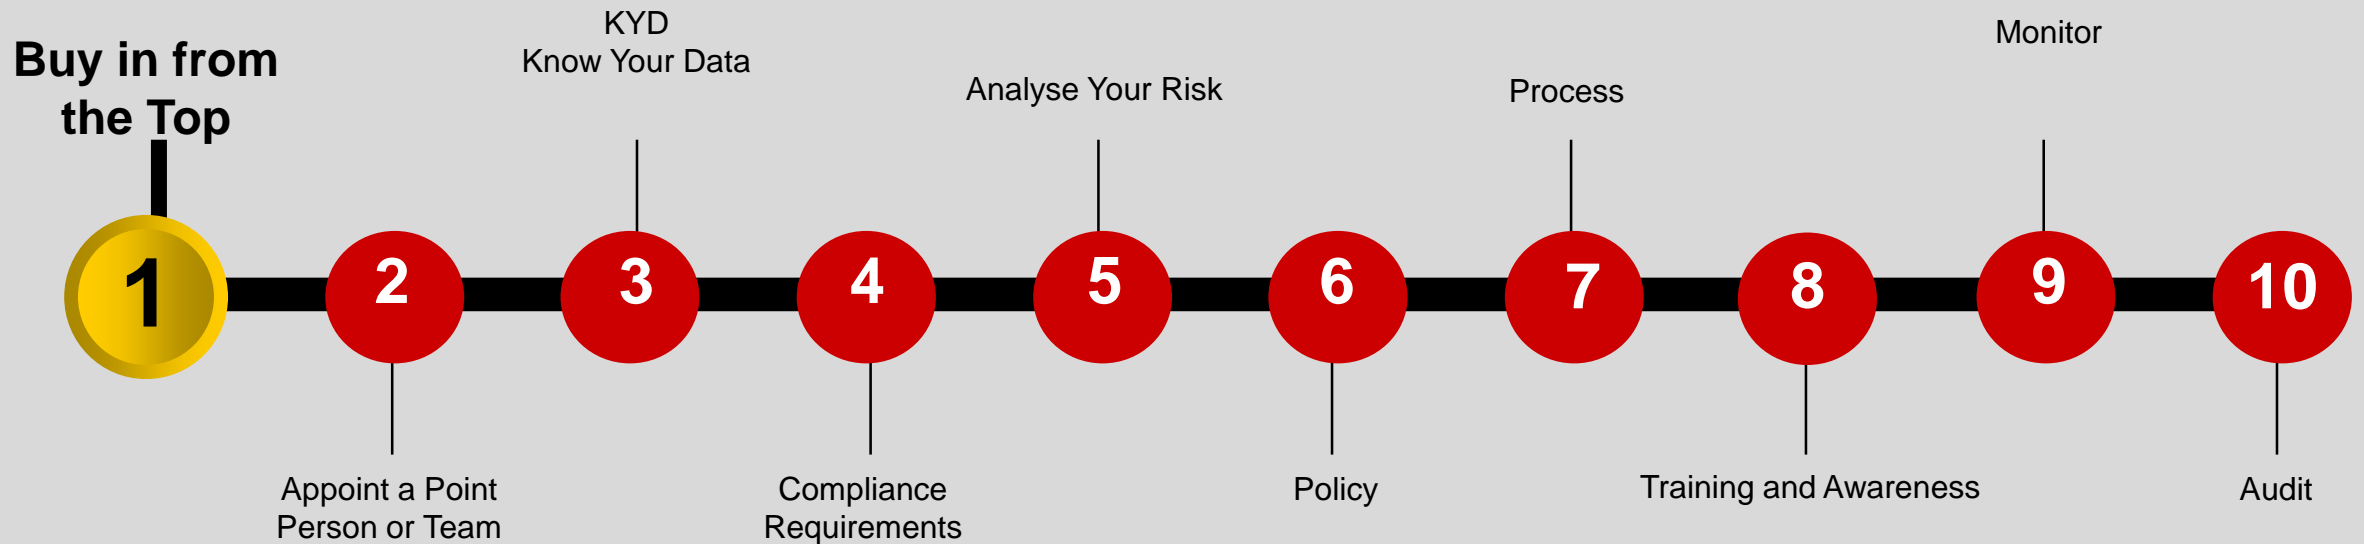 Buy in from
the Top
1
2
Appoint a Point
Person or Team
KYD
Know Your Data
3
4
Compliance
Requirements
Analyse Your Risk
5
6
Policy
Process
7
8
Training and Awareness
Monitor
9
10
Audit